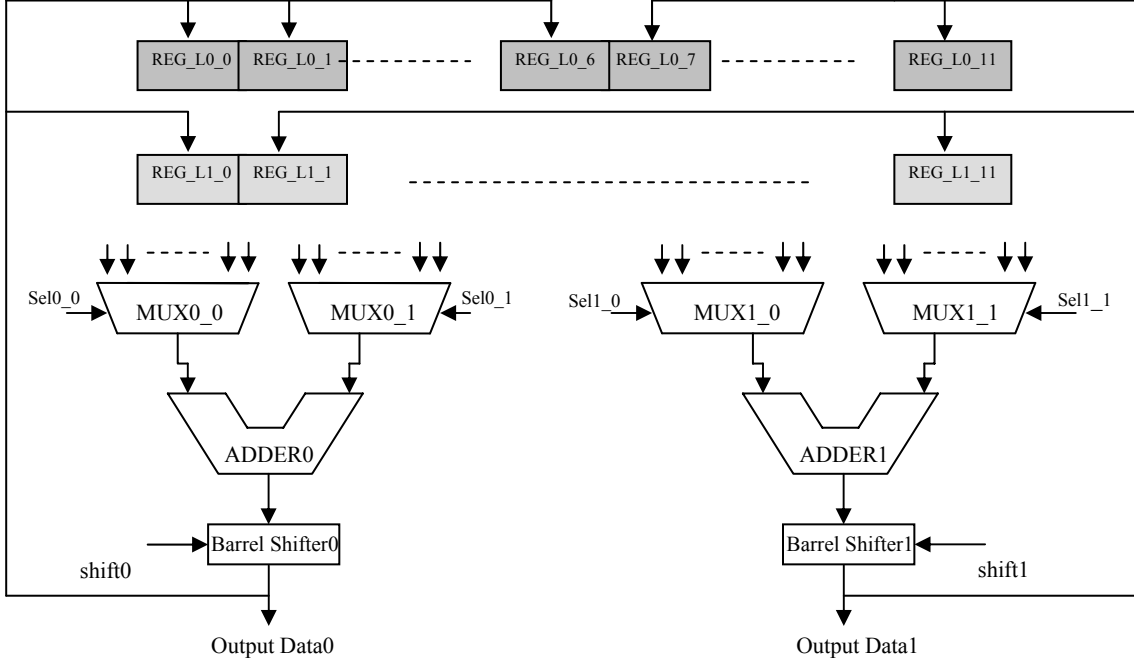 REG_L0_0
REG_L0_1
REG_L0_6
REG_L0_7
REG_L0_11
REG_L1_0
REG_L1_1
REG_L1_11
Sel0_0
MUX0_0
MUX0_1
Sel0_1
Sel1_0
MUX1_0
MUX1_1
Sel1_1
ADDER0
ADDER1
Barrel Shifter0
Barrel Shifter1
shift0
shift1
Output Data0
Output Data1